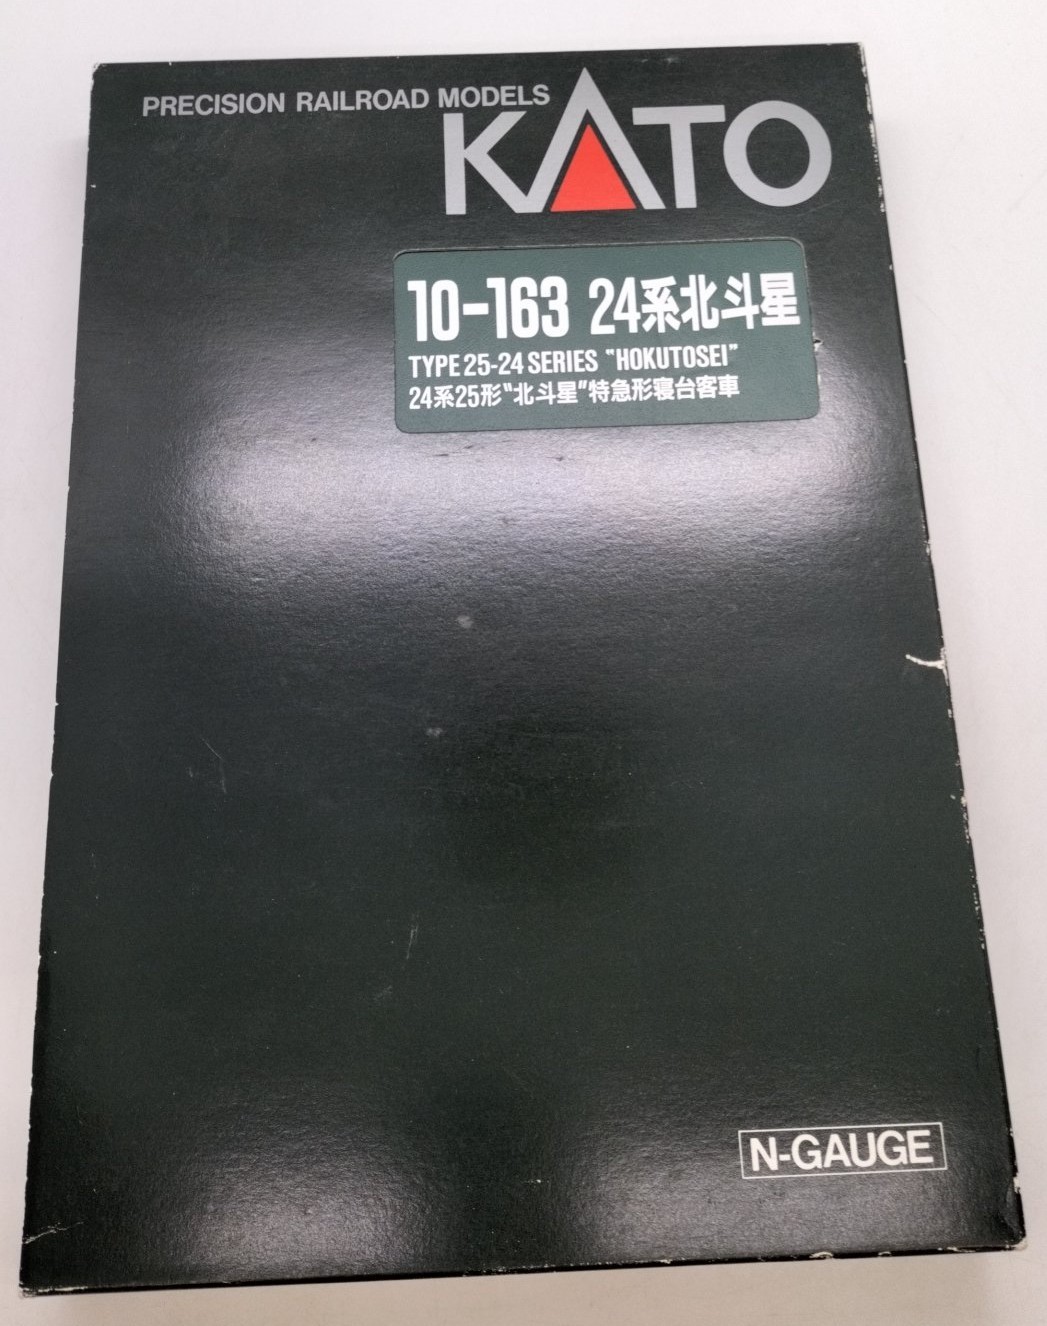 PRECISION RAILROAD MODELS
KATO
10-163 24系北斗星
TYPE 25-24 SERIES "HOKUTOSEI"
24系25形"北斗星"特急形寝台客車
N-GAUGE